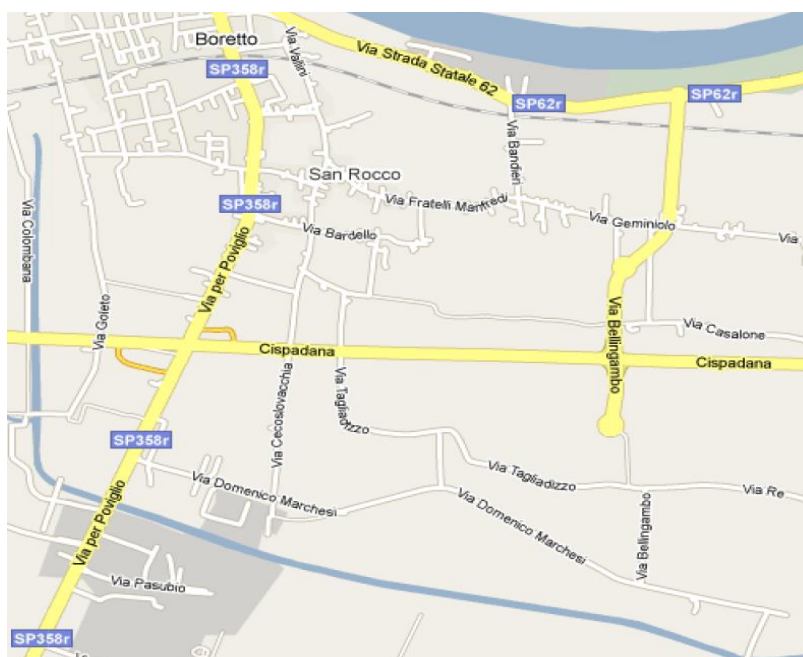 Boretto
Via Vallini
SP358r
Via Strada Statale 62
SP62r
SP62r
Via Bandieri
San Rocco
Via Fratelli Manfredi
SP358r
Via Geminiolo
Via
Via Colombana
Via Bardello
Via per Poviglio
Via Goleto
Via Bellingambo
Via Casalone
Cispadana
Cispadana
Via Tagliadizzo
Via Cecoslovacchia
SP358r
Via Domenico Marchesi
Via Tagliadizzo
Via Re
Via per Poviglio
Via Domenico Marchesi
Via Bellingambo
Via Pasubio
SP358r